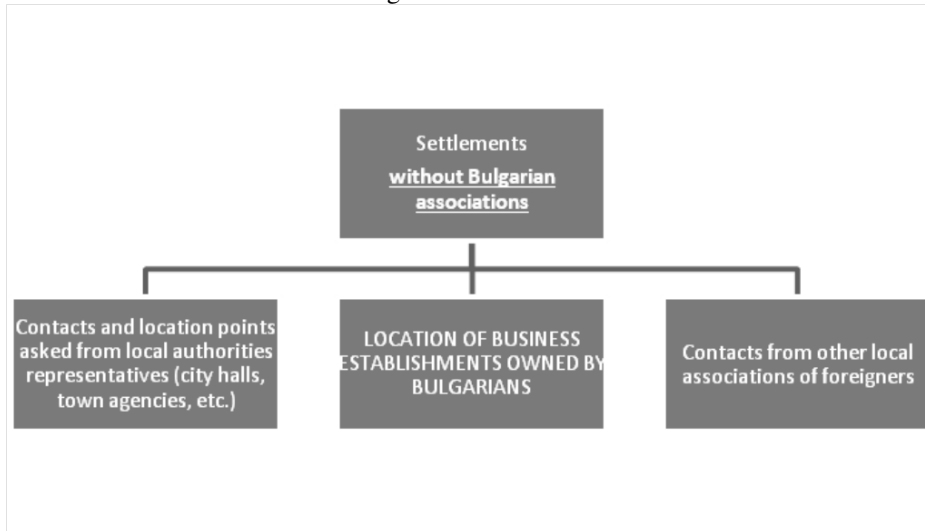 Settlements
without Bulgarian
associations
Contacts and location points
asked from local authorities
representatives (city halls,
town agencies, etc.)
LOCATION OF BUSINESS
ESTABLISHMENTS OWNED BY
BULGARIANS
Contacts from other local
associations of foreigners